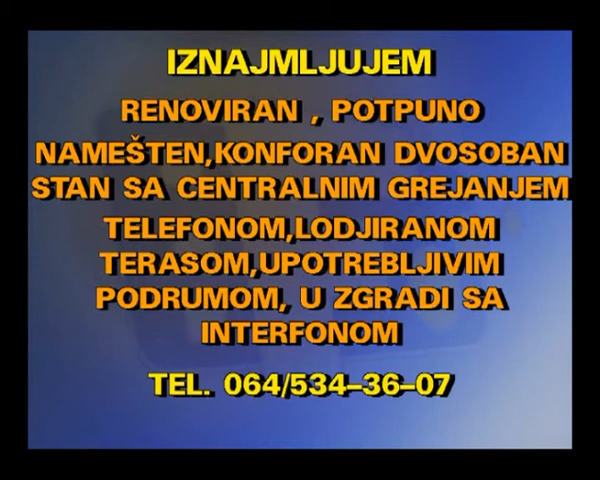 IZNAJMLJUJEM
RENOVIRAN , POTPUNO
NAMEŠTEN,KONFORAN DVOSOBAN
STAN SA CENTRALNIM GREJANJEM
TELEFONOM,LODJIRANOM
TERASOM,UPOTREBLJIVIM
PODRUMOM, U ZGRADI SA
INTERFONOM
TEL. 064/534-36-07